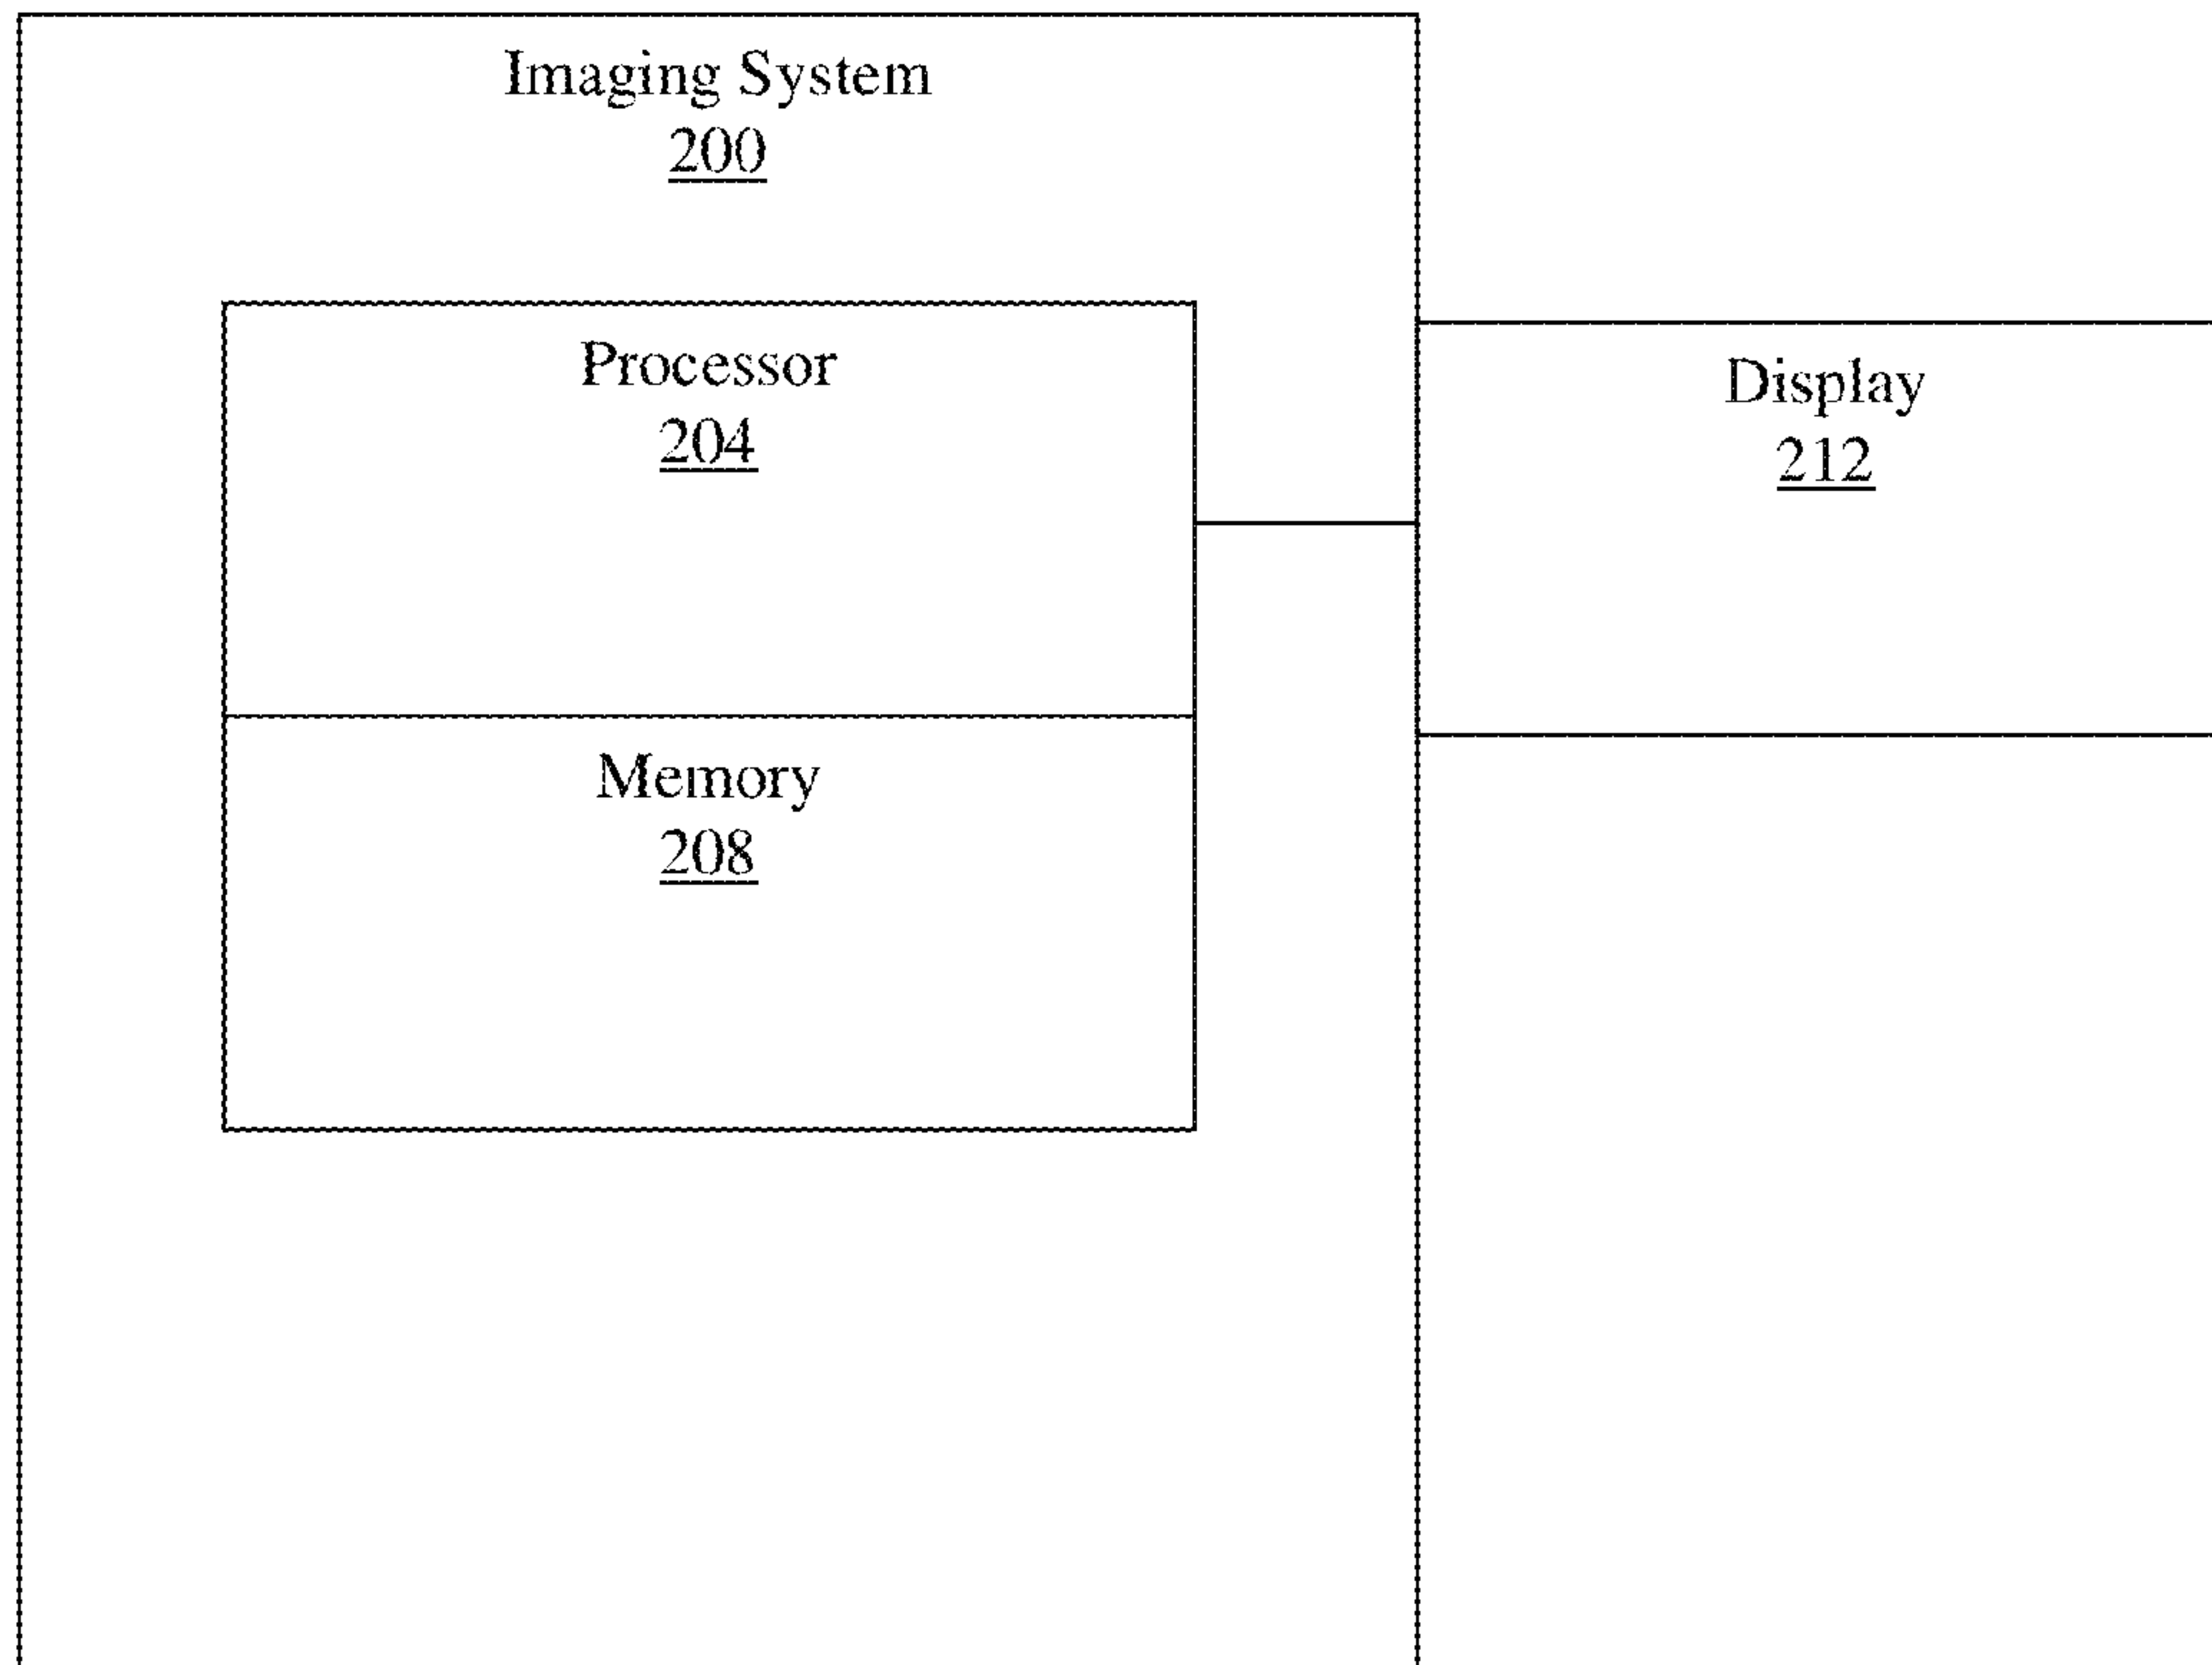 Imaging System
200
Processor
204
Display
212
Memory
208